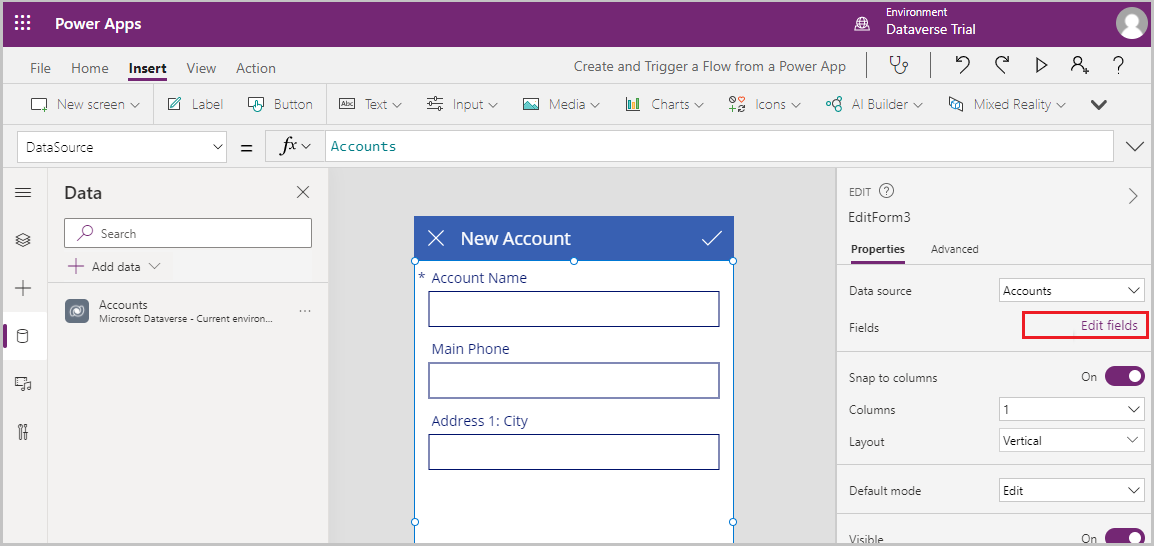 Power Apps
Environment
Dataverse Trial
File Home Insert View Action
Create and Trigger a Flow from a Power App
New screen Label Button Text Input Media Charts Icons AI Builder Mixed Reality
DataSource = fx Accounts
Data
Search
Add data
Accounts
Microsoft Dataverse - Current environ...
New Account
* Account Name
Main Phone
Address 1: City
EDIT
EditForm3
Properties Advanced
Data source Accounts
Fields Edit fields
Snap to columns On
Columns 1
Layout Vertical
Default mode Edit
Visible On